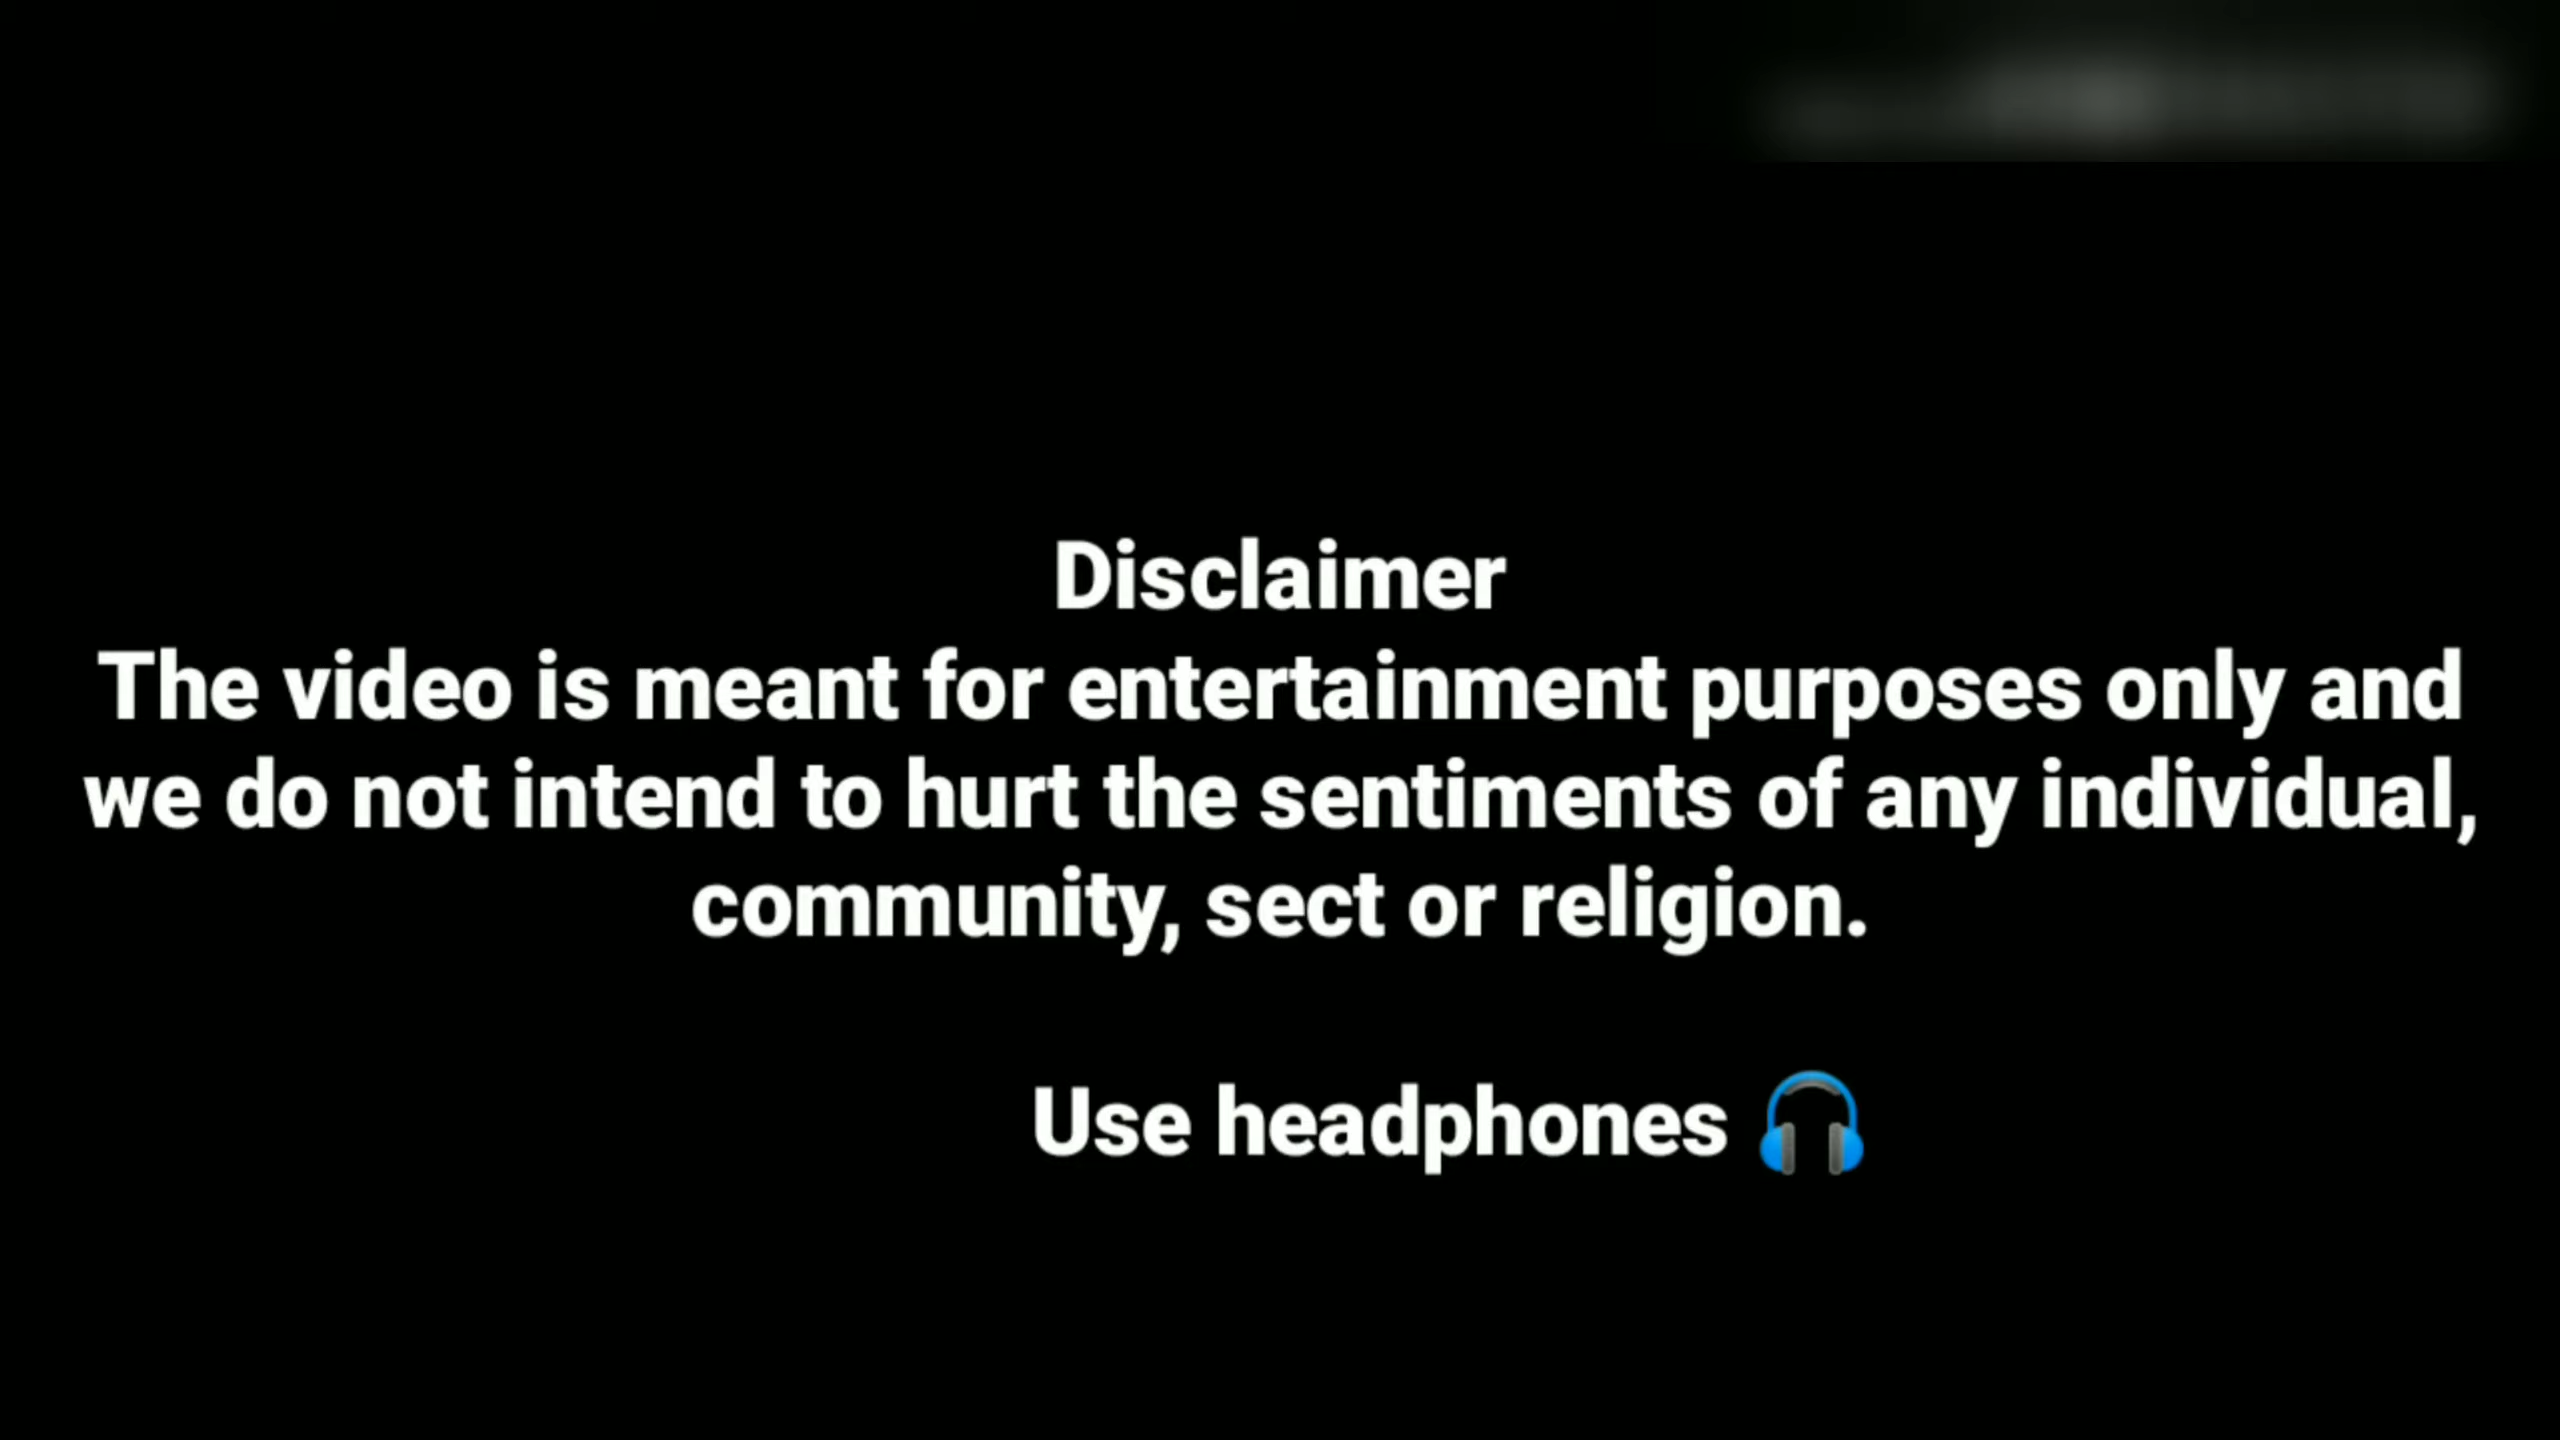 Disclaimer
The video is meant for entertainment purposes only and
we do not intend to hurt the sentiments of any individual,
community, sect or religion.
Use headphones 🎧